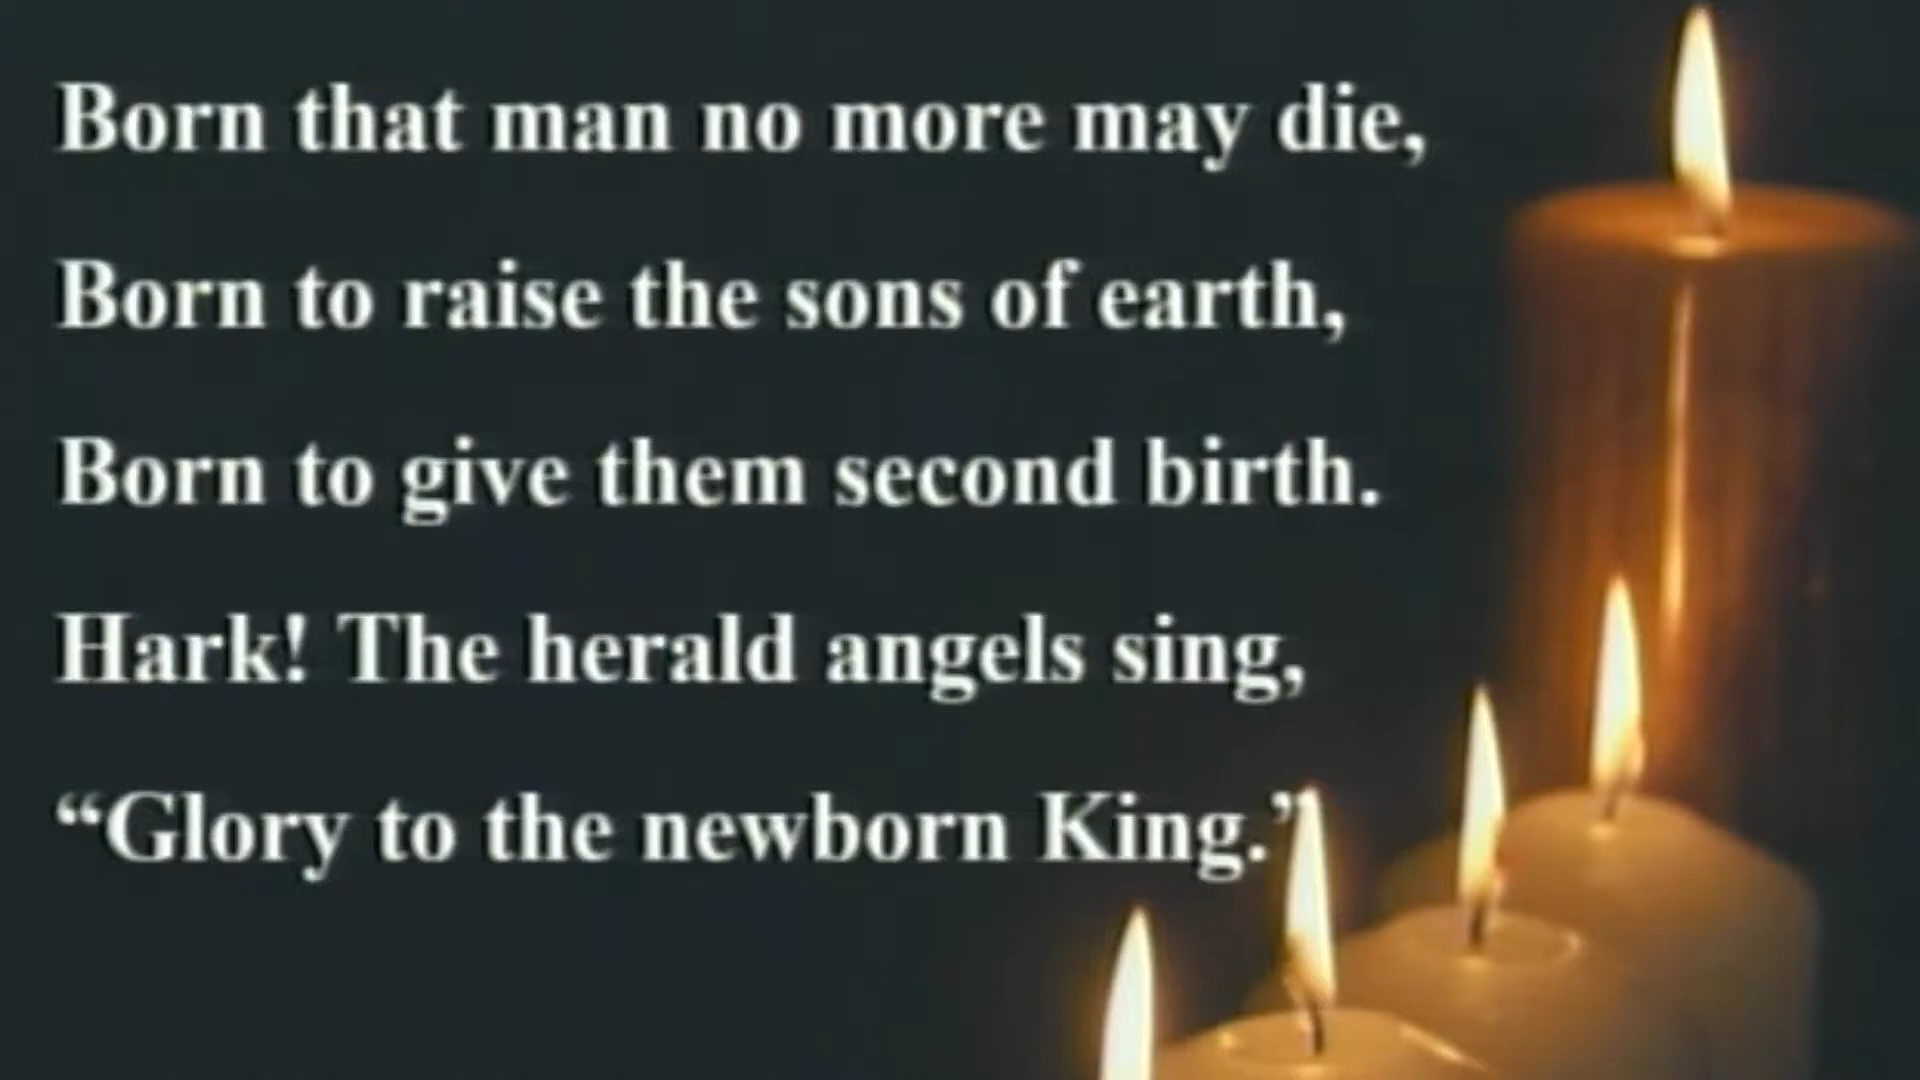 Born that man no more may die,
Born to raise the sons of earth,
Born to give them second birth.
Hark! The herald angels sing,
“Glory to the newborn King.”